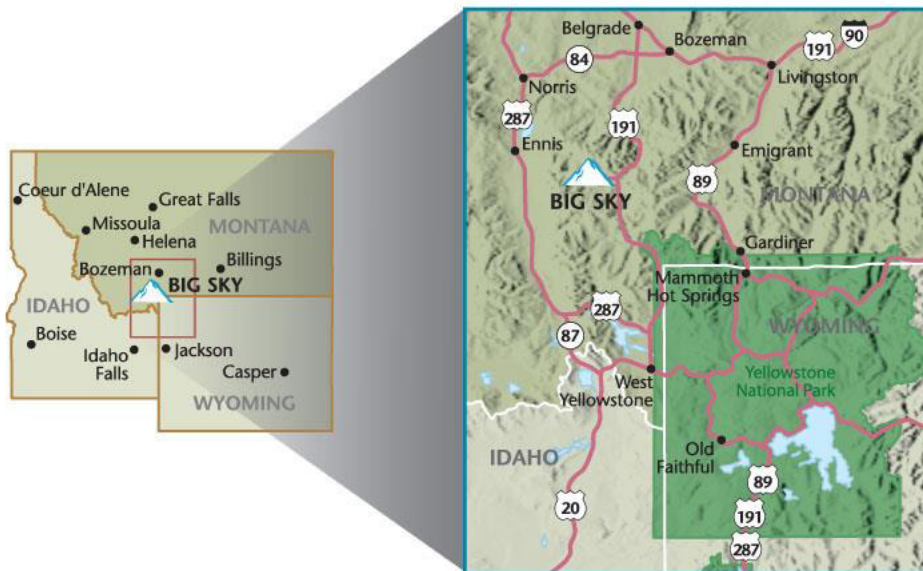 Coeur d'Alene
Great Falls
Missoula
MONTANA
Helena
Billings
Bozeman
BIG SKY
IDAHO
Boise
Idaho
Falls
Jackson
Casper
WYOMING
Belgrade
Bozeman
191
90
84
Norris
Livingston
287
191
Ennis
Emigrant
89
MONTANA
BIG SKY
Gardiner
Mammoth
Hot Springs
287
WYOMING
87
West
Yellowstone
Yellowstone
National Park
Old
Faithful
IDAHO
89
20
191
287